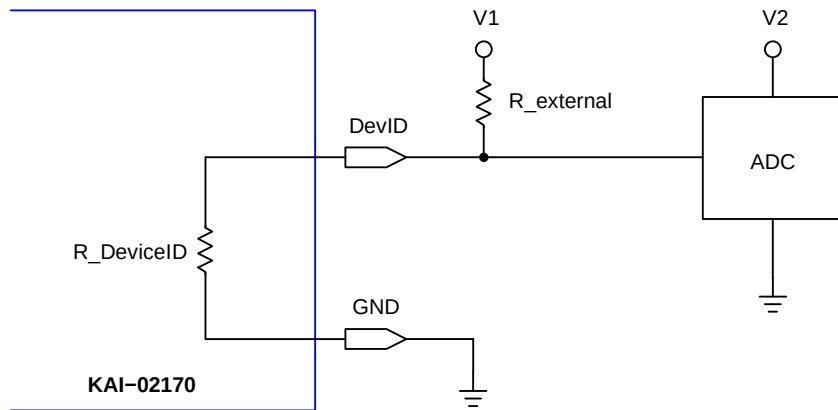 V1
V2
R_external
DevID
ADC
R_DeviceID
GND
KAI−02170